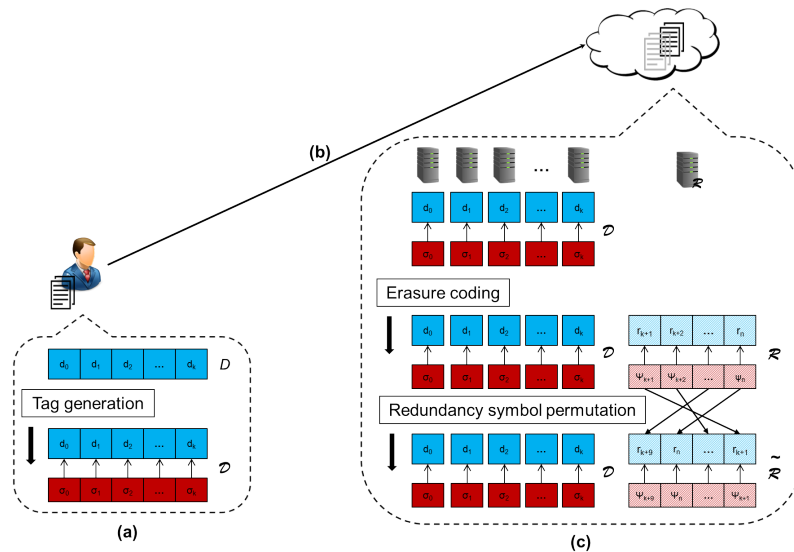 (b)
...
R
d0 d1 d2 ... dk
D
σ0 σ1 σ2 ... σk
Erasure coding
d0 d1 d2 ... dk
rk+1 rk+2 ... rn
D
R
σ0 σ1 σ2 ... σk
Ψk+1 Ψk+2 ... Ψn
Redundancy symbol permutation
d0 d1 d2 ... dk
rk+9 rn ... rk+1
D
R̃
σ0 σ1 σ2 ... σk
Ψk+9 Ψn ... Ψk+1
(c)
d0 d1 d2 ... dk
D
Tag generation
d0 d1 d2 ... dk
D
σ0 σ1 σ2 ... σk
(a)